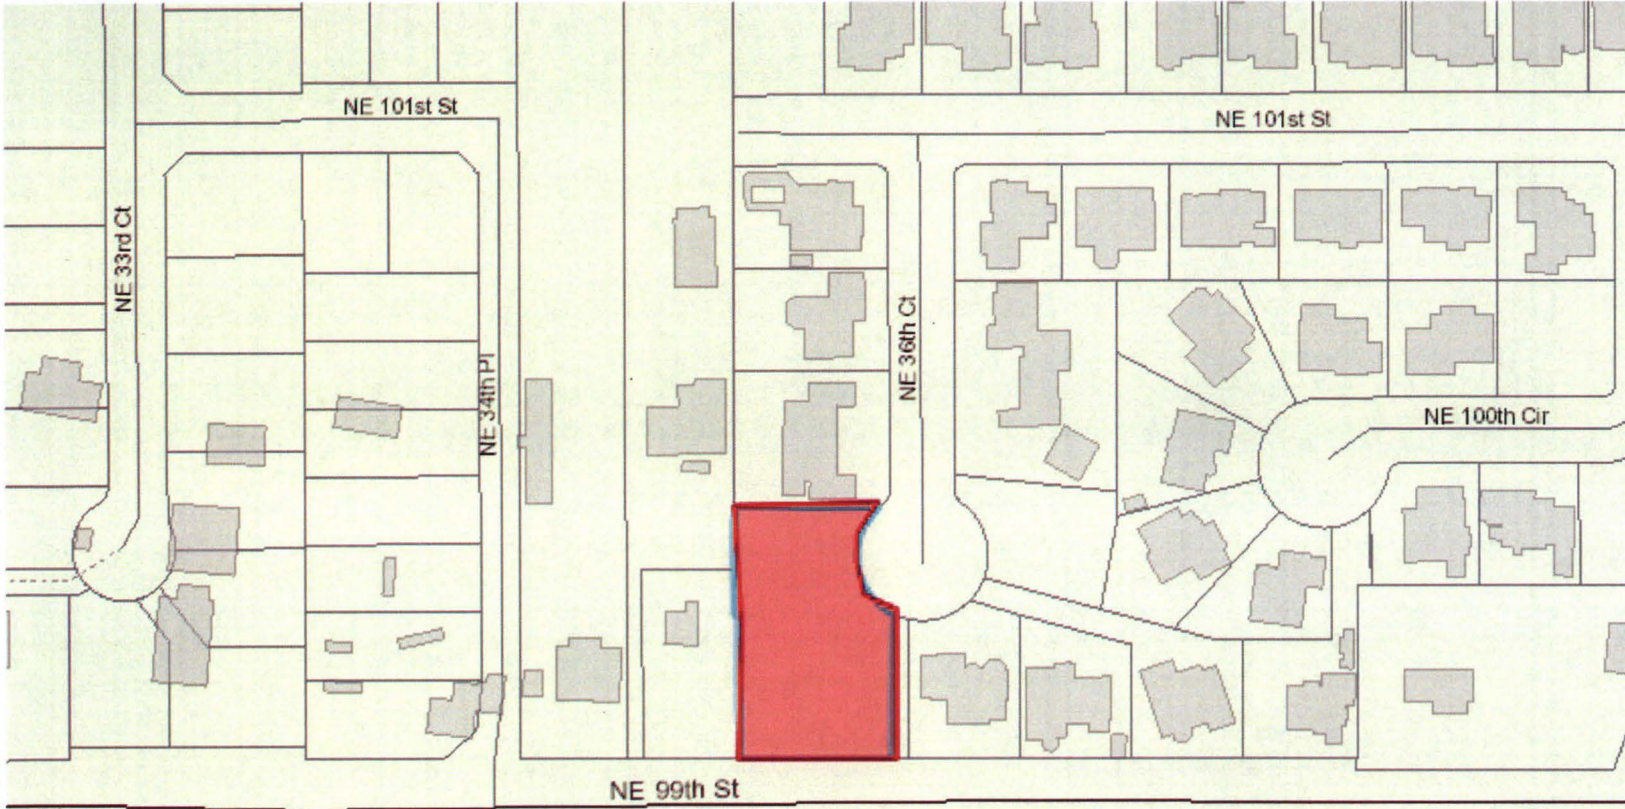 NE 101st St
NE 101st St
NE 33rd Ct
NE 34th Pl
NE 36th Ct
NE 100th Cir
NE 99th St